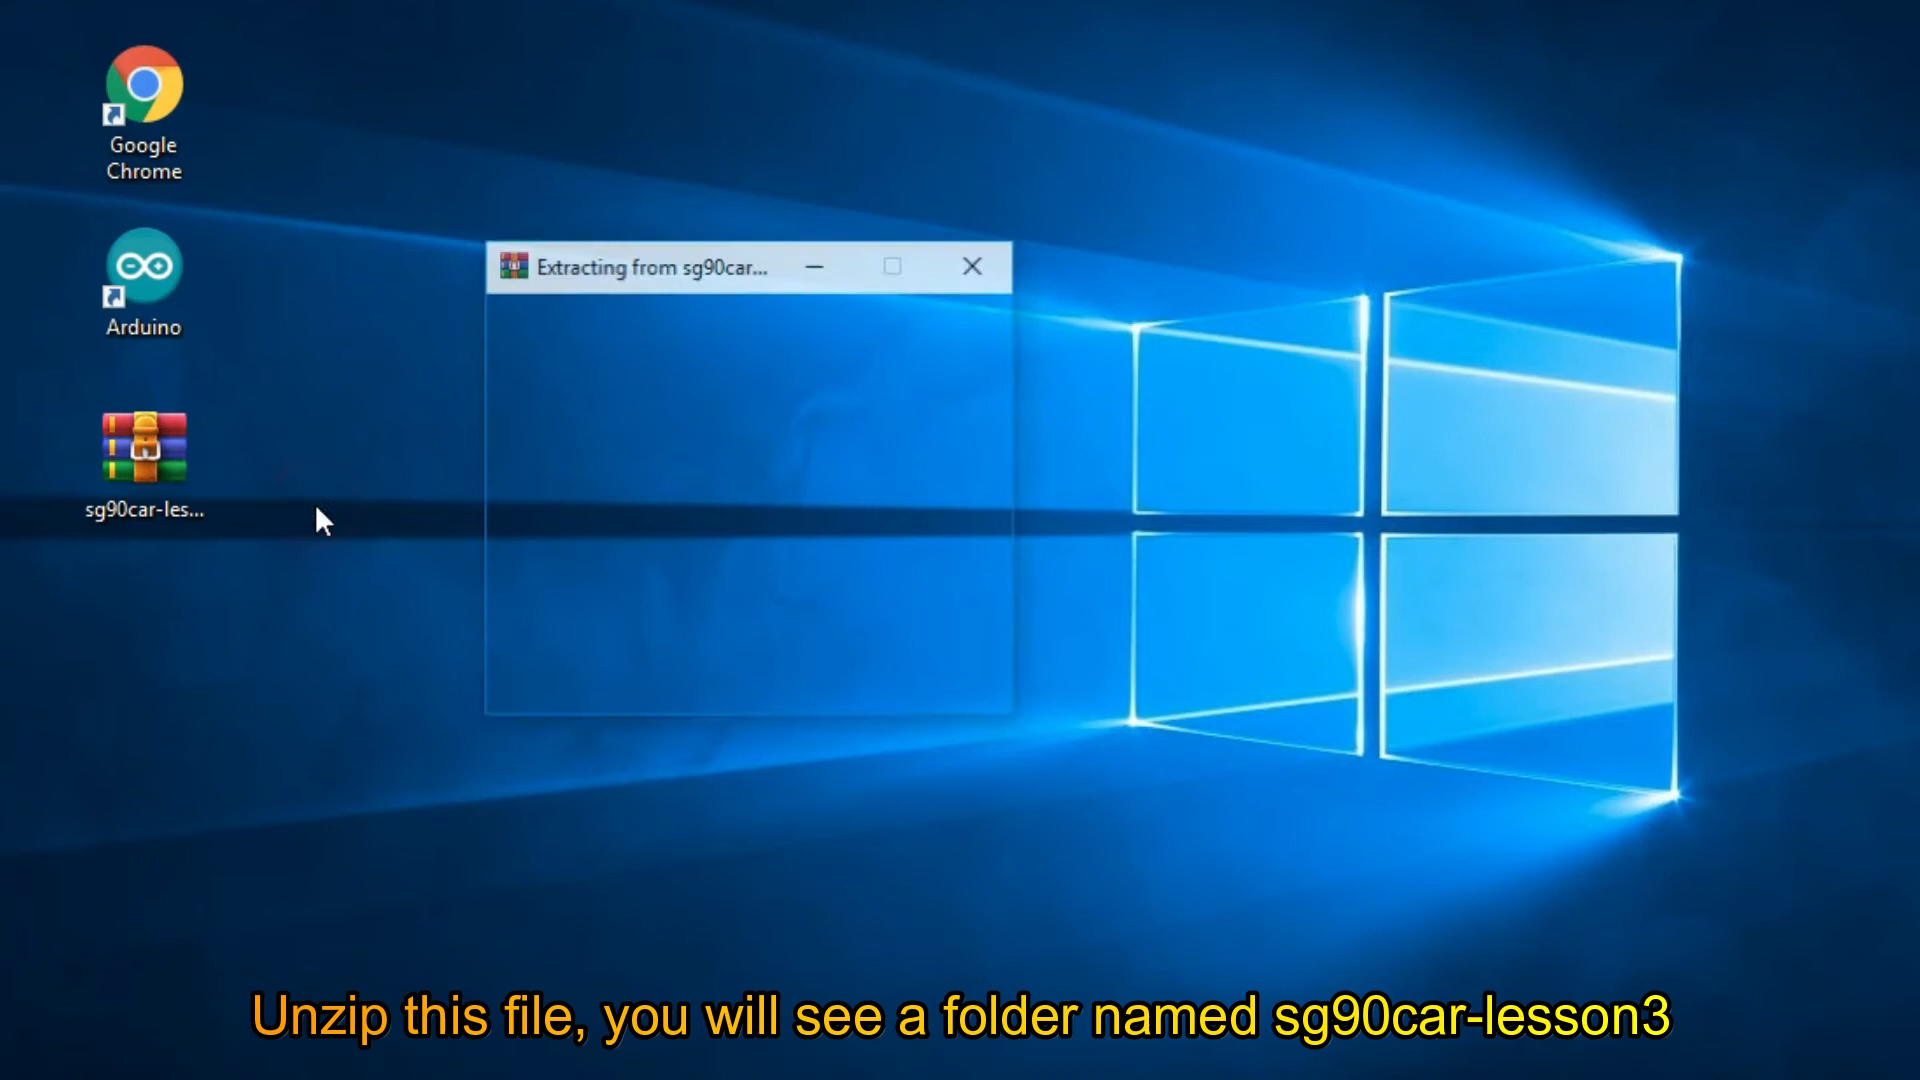 Google
Chrome
Arduino
sg90car-les...
Extracting from sg90car...
Unzip this file, you will see a folder named sg90car-lesson3